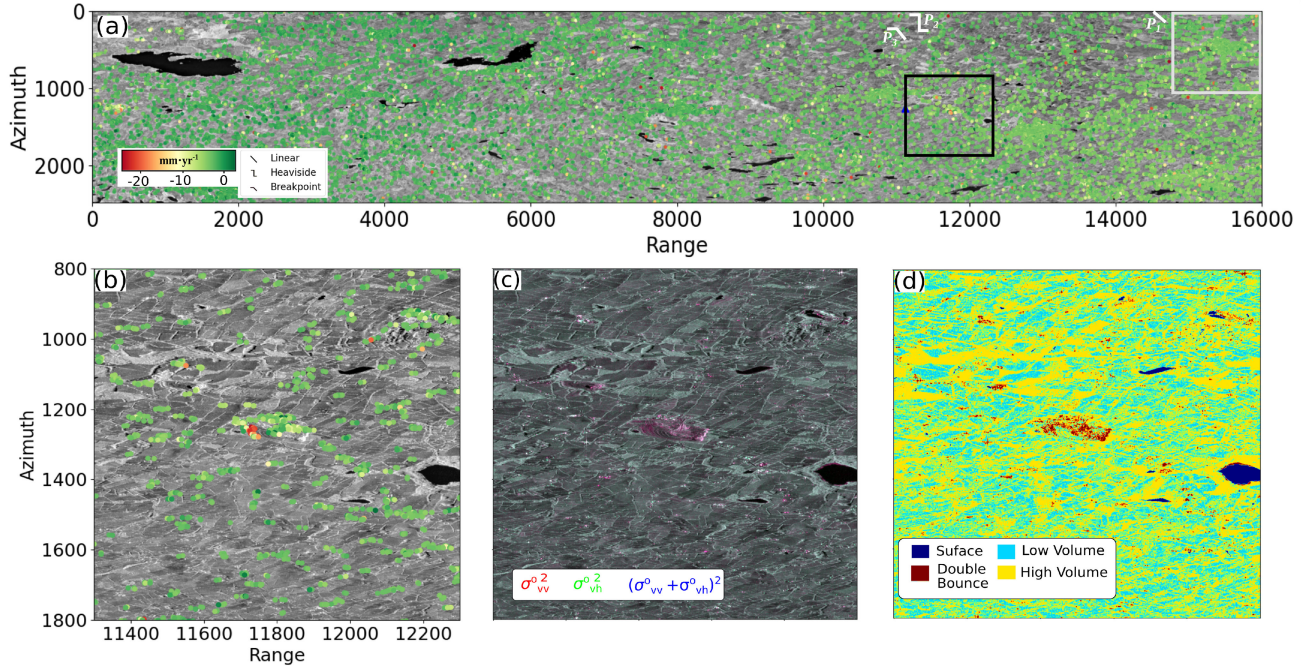 (a)
0
1000
2000
Azimuth
P₃
P₂
P₁
mm·yr⁻¹
-20 -10 0
Linear
Heaviside
Breakpoint
0 2000 4000 6000 8000 10000 12000 14000 16000
Range
(b)
800
1000
1200
1400
1600
1800
Azimuth
11400 11600 11800 12000 12200
Range
(c)
σ°²vv σ°²vh (σ°vv +σ°vh)²
(d)
Suface Low Volume
Double
Bounce
High Volume